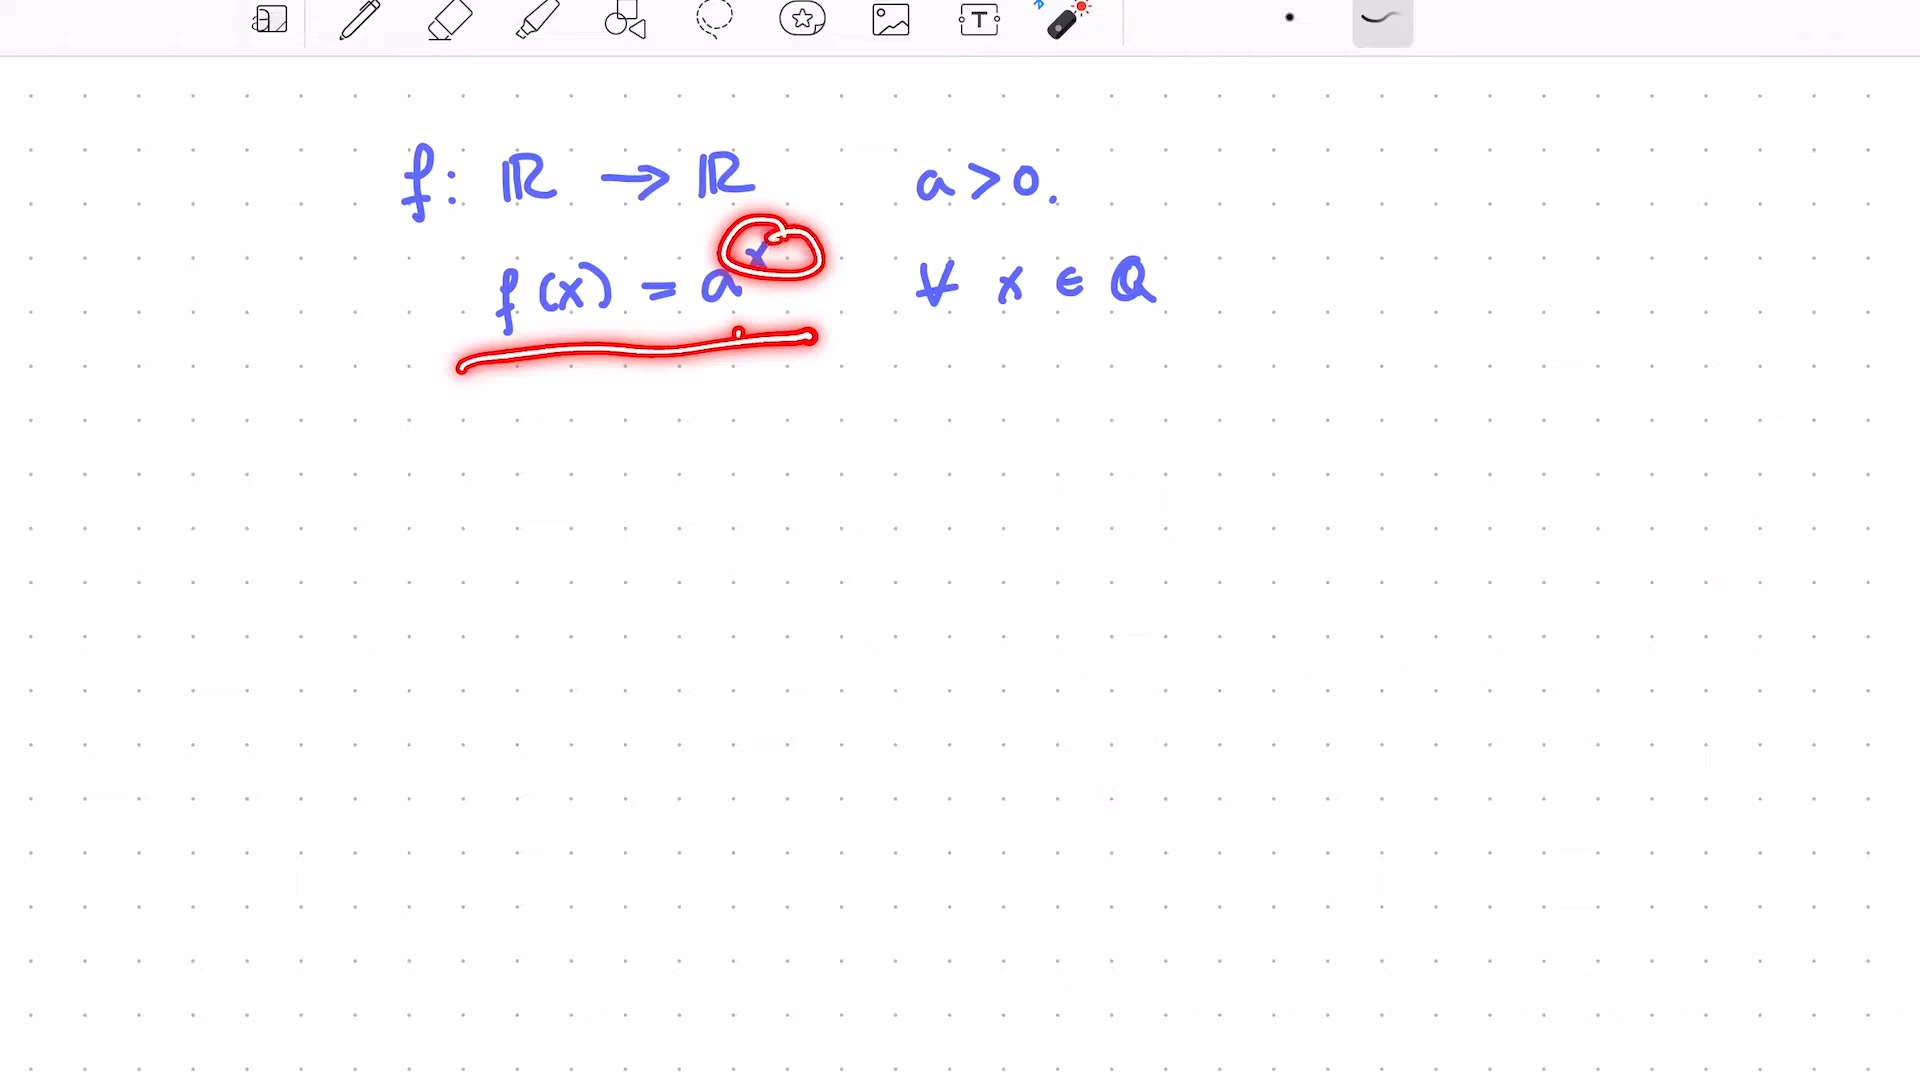 f: ℝ → ℝ a > 0.
f(x) = a^x ∀ x ∈ ℚ